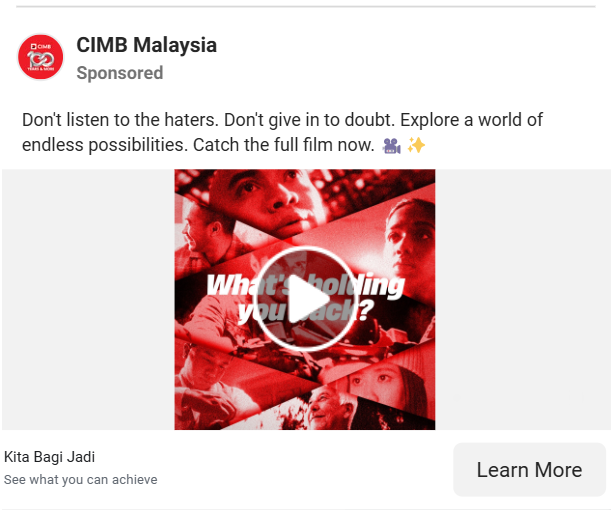 CIMB
100
CIMB Malaysia
Sponsored
Don't listen to the haters. Don't give in to doubt. Explore a world of
endless possibilities. Catch the full film now.
What's holding
you back?
Kita Bagi Jadi
See what you can achieve
Learn More